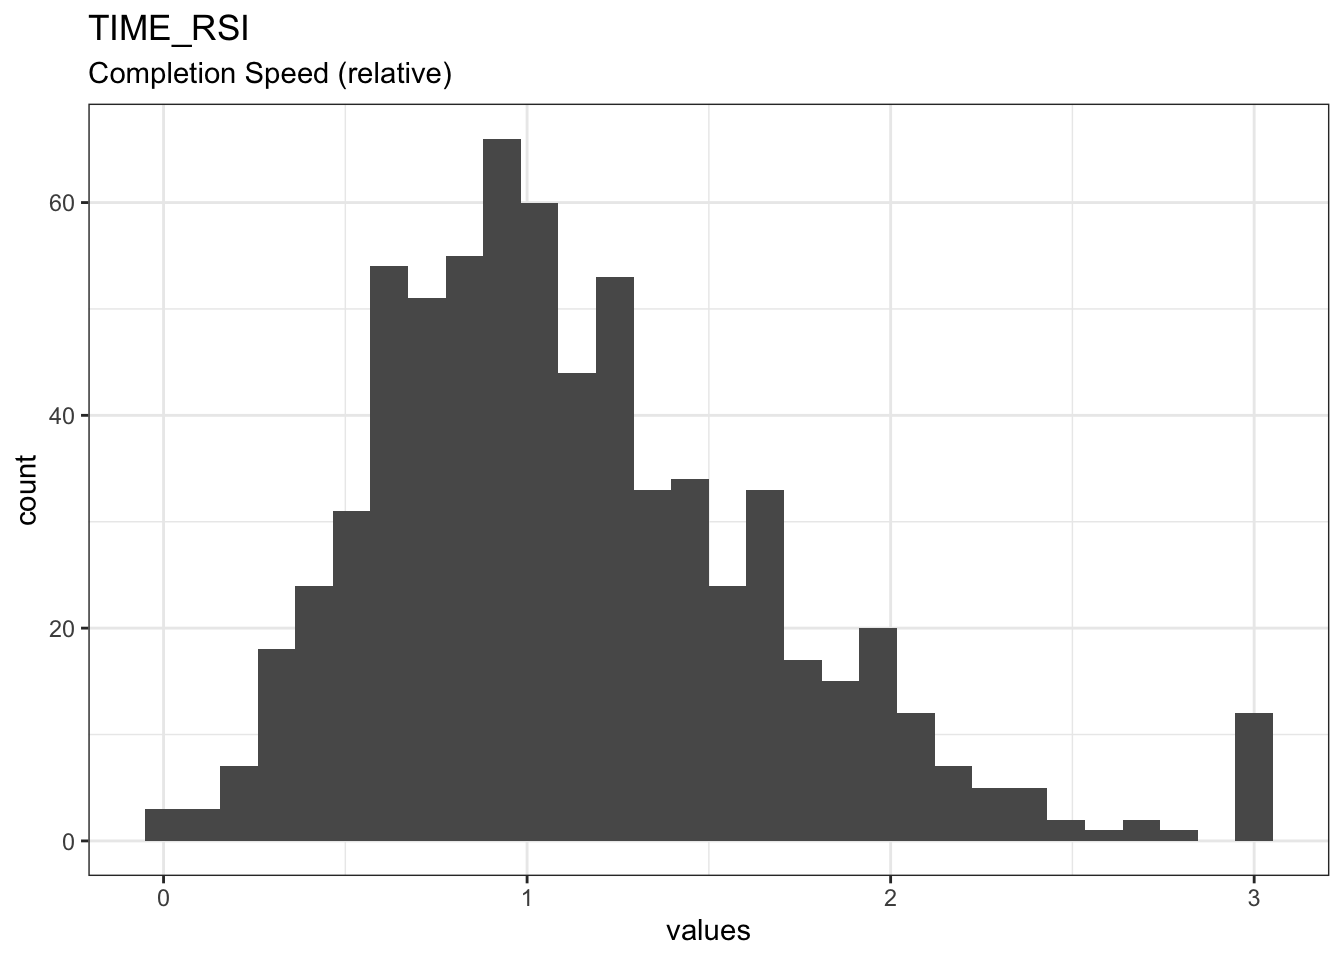 TIME_RSI
Completion Speed (relative)
count
60
40
20
0
0 1 2 3
values